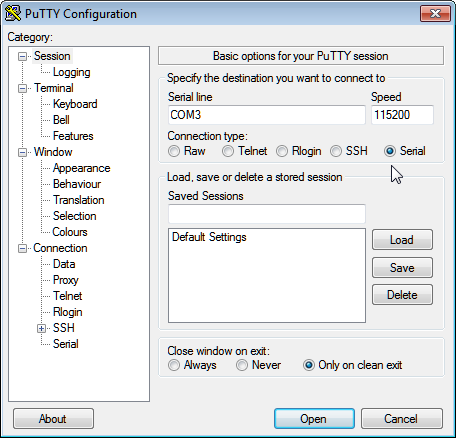 PuTTY Configuration
Category:
Session
Logging
Terminal
Keyboard
Bell
Features
Window
Appearance
Behaviour
Translation
Selection
Colours
Connection
Data
Proxy
Telnet
Rlogin
SSH
Serial
Basic options for your PuTTY session
Specify the destination you want to connect to
Serial line Speed
COM3 115200
Connection type:
Raw Telnet Rlogin SSH Serial
Load, save or delete a stored session
Saved Sessions
Default Settings
Load
Save
Delete
Close window on exit:
Always Never Only on clean exit
About Open Cancel